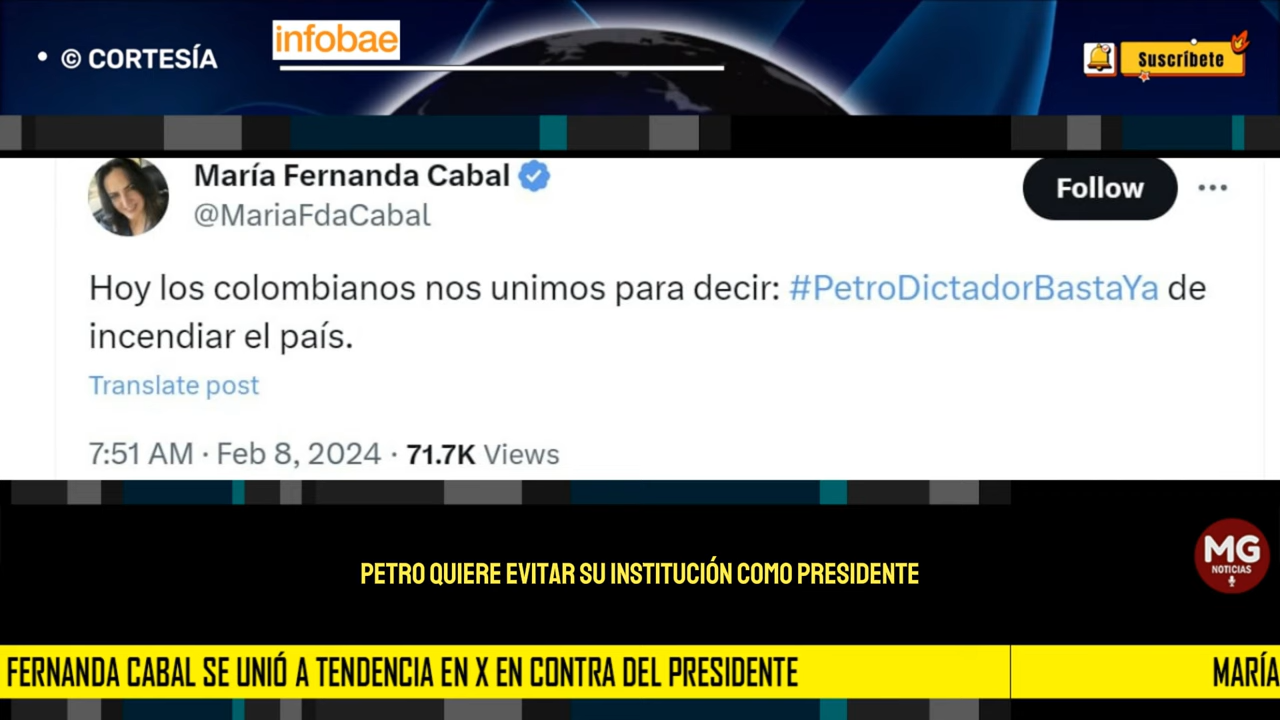 © CORTESÍA
infobae
Suscríbete
María Fernanda Cabal
@MariaFdaCabal
Follow
Hoy los colombianos nos unimos para decir: #PetroDictadorBastaYa de
incendiar el país.
Translate post
7:51 AM · Feb 8, 2024 · 71.7K Views
MG
NOTICIAS
PETRO QUIERE EVITAR SU INSTITUCIÓN COMO PRESIDENTE
FERNANDA CABAL SE UNIÓ A TENDENCIA EN X EN CONTRA DEL PRESIDENTE
MARÍA